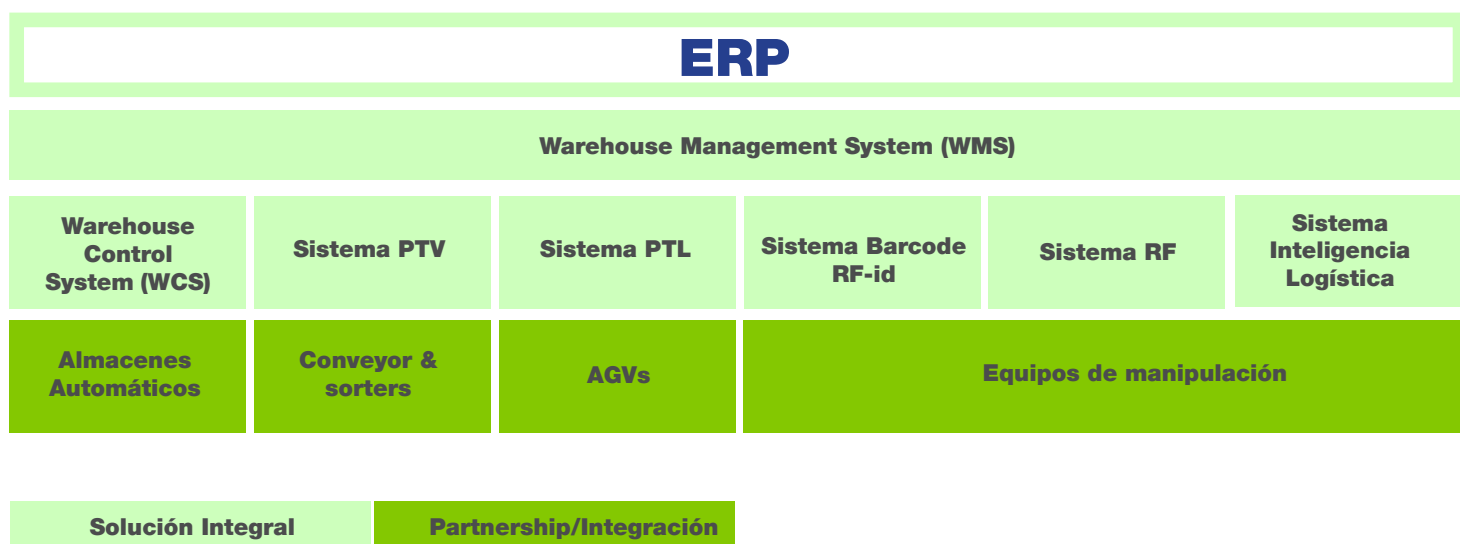 ERP
Warehouse Management System (WMS)
Warehouse
Control
System (WCS)
Sistema PTV
Sistema PTL
Sistema Barcode
RF-id
Sistema RF
Sistema
Inteligencia
Logística
Almacenes
Automáticos
Conveyor &
sorters
AGVs
Equipos de manipulación
Solución Integral
Partnership/Integración